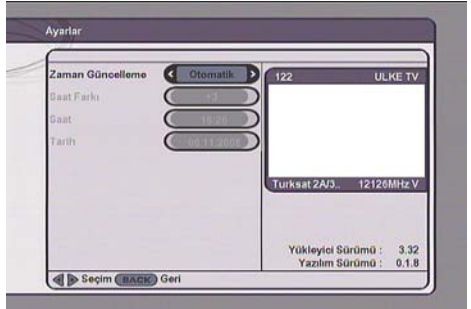 Ayarlar
Zaman Güncelleme Otomatik
Saat Farkı +3
Saat
Tarih
122 ULKE TV
Turksat 2A/3.. 12126MHz V
Yükleyici Sürümü : 3.32
Yazılım Sürümü : 0.1.8
Seçim BACK Geri